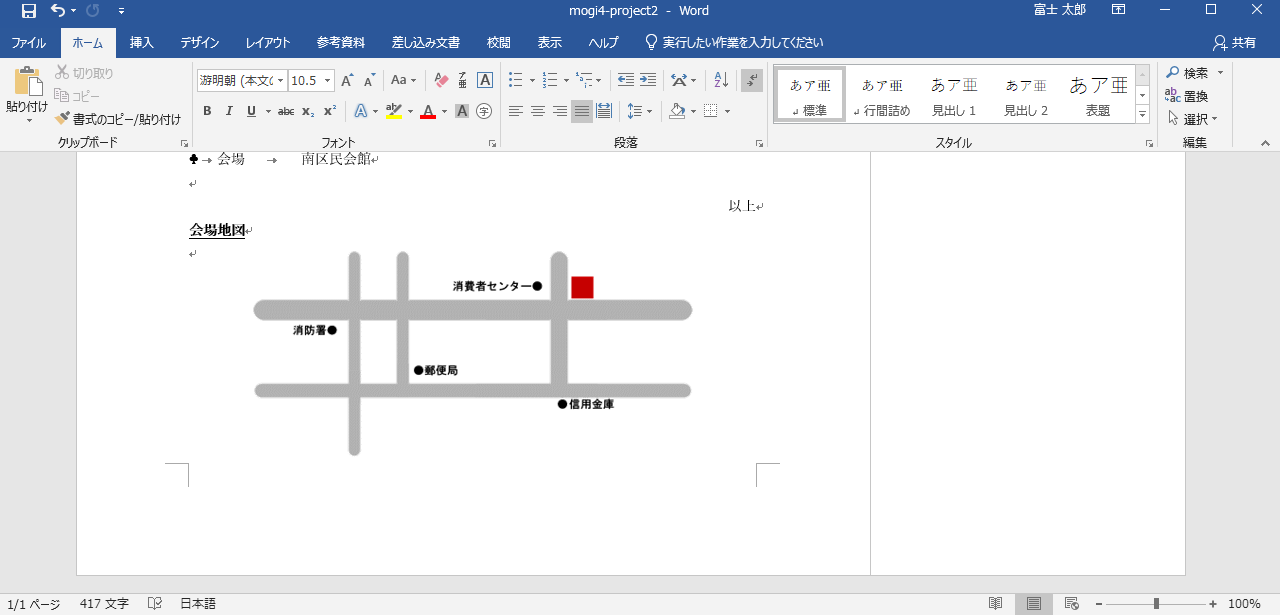 mogi4-project2 - Word
富士 太郎
ファイル ホーム 挿入 デザイン レイアウト 参考資料 差し込み文書 校閲 表示 ヘルプ 実行したい作業を入力してください 共有
貼り付け
切り取り
コピー
書式のコピー/貼り付け
クリップボード
游明朝 (本文の 10.5
B I U abc x₂ x²
フォント
段落
あア亜 あア亜 あア亜 あア亜 あア亜
↲ 標準 ↲ 行間詰め 見出し 1 見出し 2 表題
スタイル
検索
置換
選択
編集
会場 → 南区民会館
以上
会場地図
消費者センター
消防署
郵便局
信用金庫
1/1 ページ 417 文字 日本語 100%